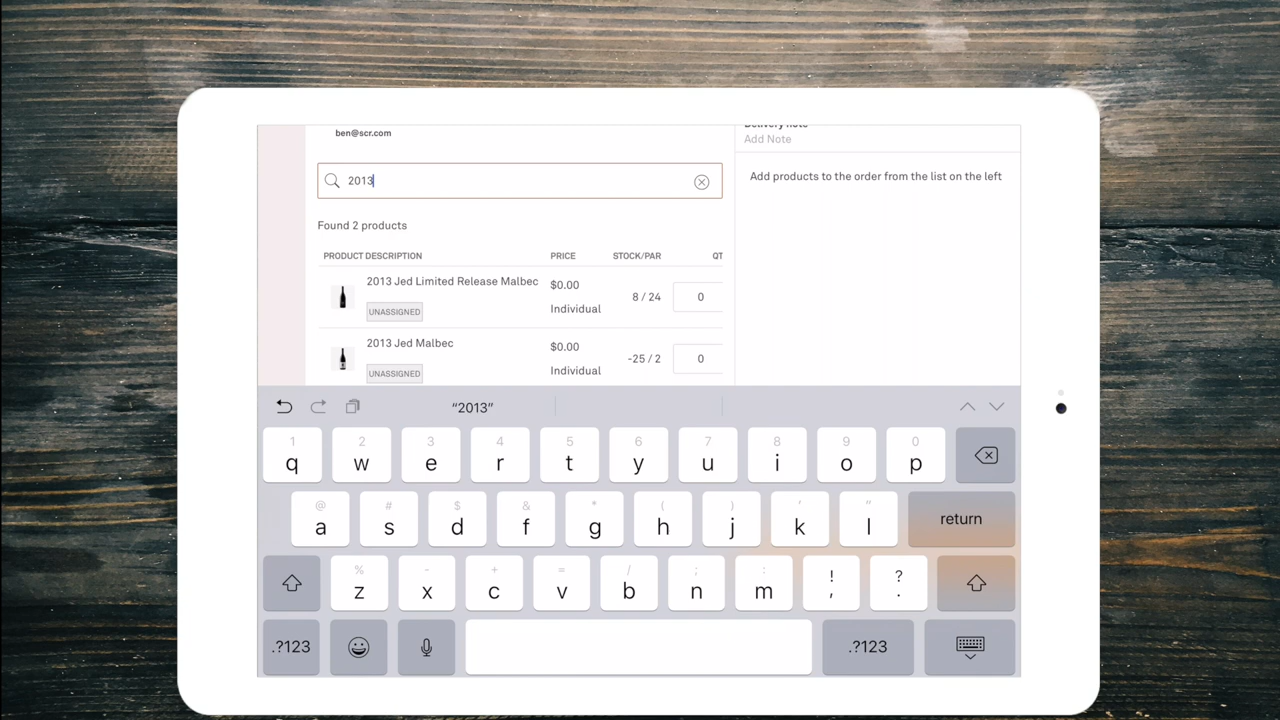 ben@scr.com
Delivery note
Add Note
2013
Add products to the order from the list on the left
Found 2 products
PRODUCT DESCRIPTION PRICE STOCK/PAR QT
2013 Jed Limited Release Malbec
$0.00
UNASSIGNED
Individual
8 / 24
0
2013 Jed Malbec
$0.00
UNASSIGNED
Individual
-25 / 2
0
“2013”
1 2 3 4 5 6 7 8 9 0
q w e r t y u i o p
@ # $ & * ( ) ' "
a s d f g h j k l return
% - + = / ; : ! ?
z x c v b n m , .
.?123 .?123